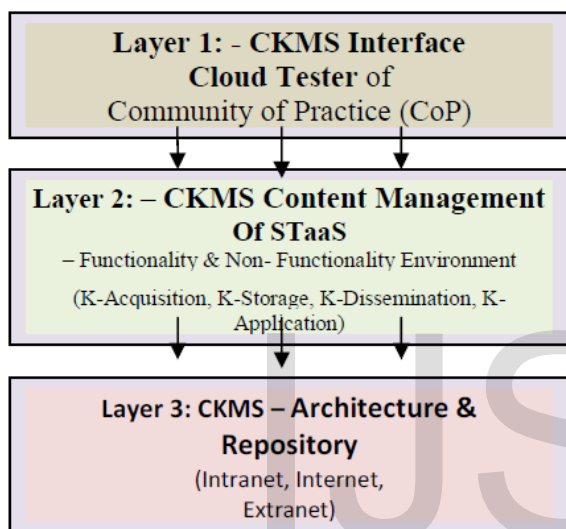 Layer 1: - CKMS Interface
Cloud Tester of
Community of Practice (CoP)
Layer 2: – CKMS Content Management
Of STaaS
– Functionality & Non- Functionality Environment
(K-Acquisition, K-Storage, K-Dissemination, K-
Application)
Layer 3: CKMS – Architecture &
Repository
(Intranet, Internet,
Extranet)
IJS